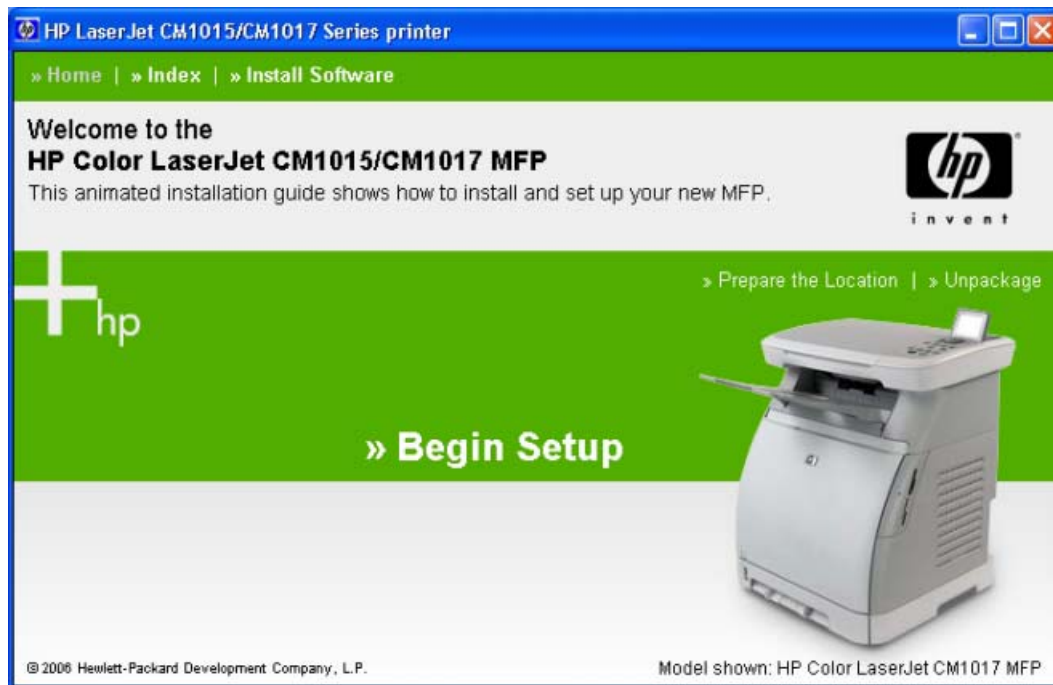 HP LaserJet CM1015/CM1017 Series printer
» Home | » Index | » Install Software
Welcome to the
HP Color LaserJet CM1015/CM1017 MFP
This animated installation guide shows how to install and set up your new MFP.
hp
invent
» Prepare the Location | » Unpackage
hp
» Begin Setup
© 2006 Hewlett-Packard Development Company, L.P.
Model shown: HP Color LaserJet CM1017 MFP